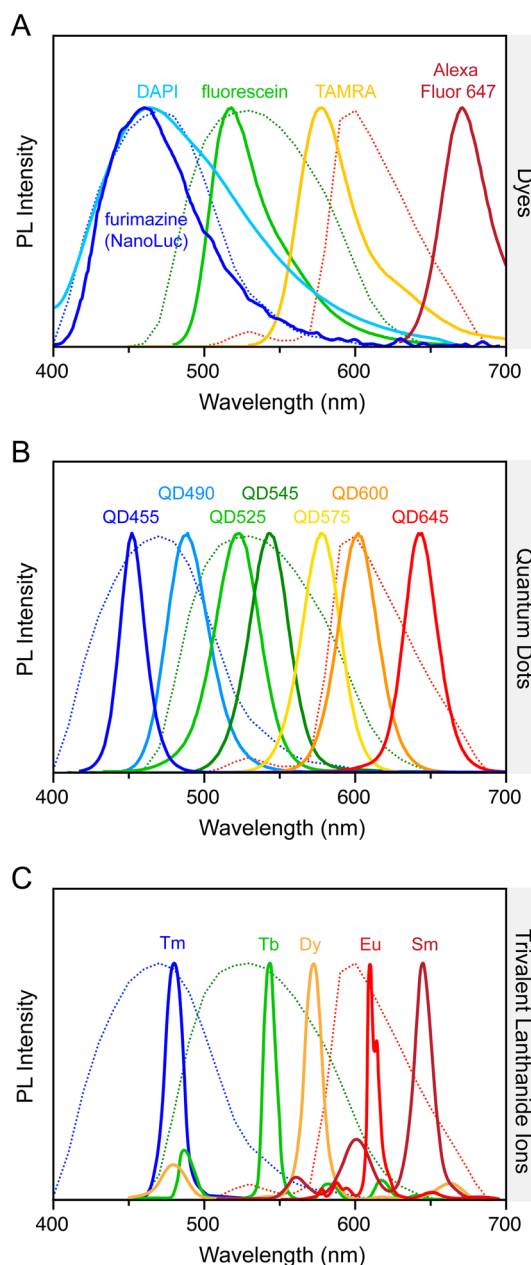 A
DAPI
fluorescein
TAMRA
Alexa
Fluor 647
furimazine
(NanoLuc)
PL Intensity
Dyes
400
500
600
700
Wavelength (nm)
B
QD490
QD545
QD600
QD455
QD525
QD575
QD645
PL Intensity
Quantum Dots
400
500
600
700
Wavelength (nm)
C
Tm
Tb
Dy
Eu
Sm
PL Intensity
Trivalent Lanthanide Ions
400
500
600
700
Wavelength (nm)